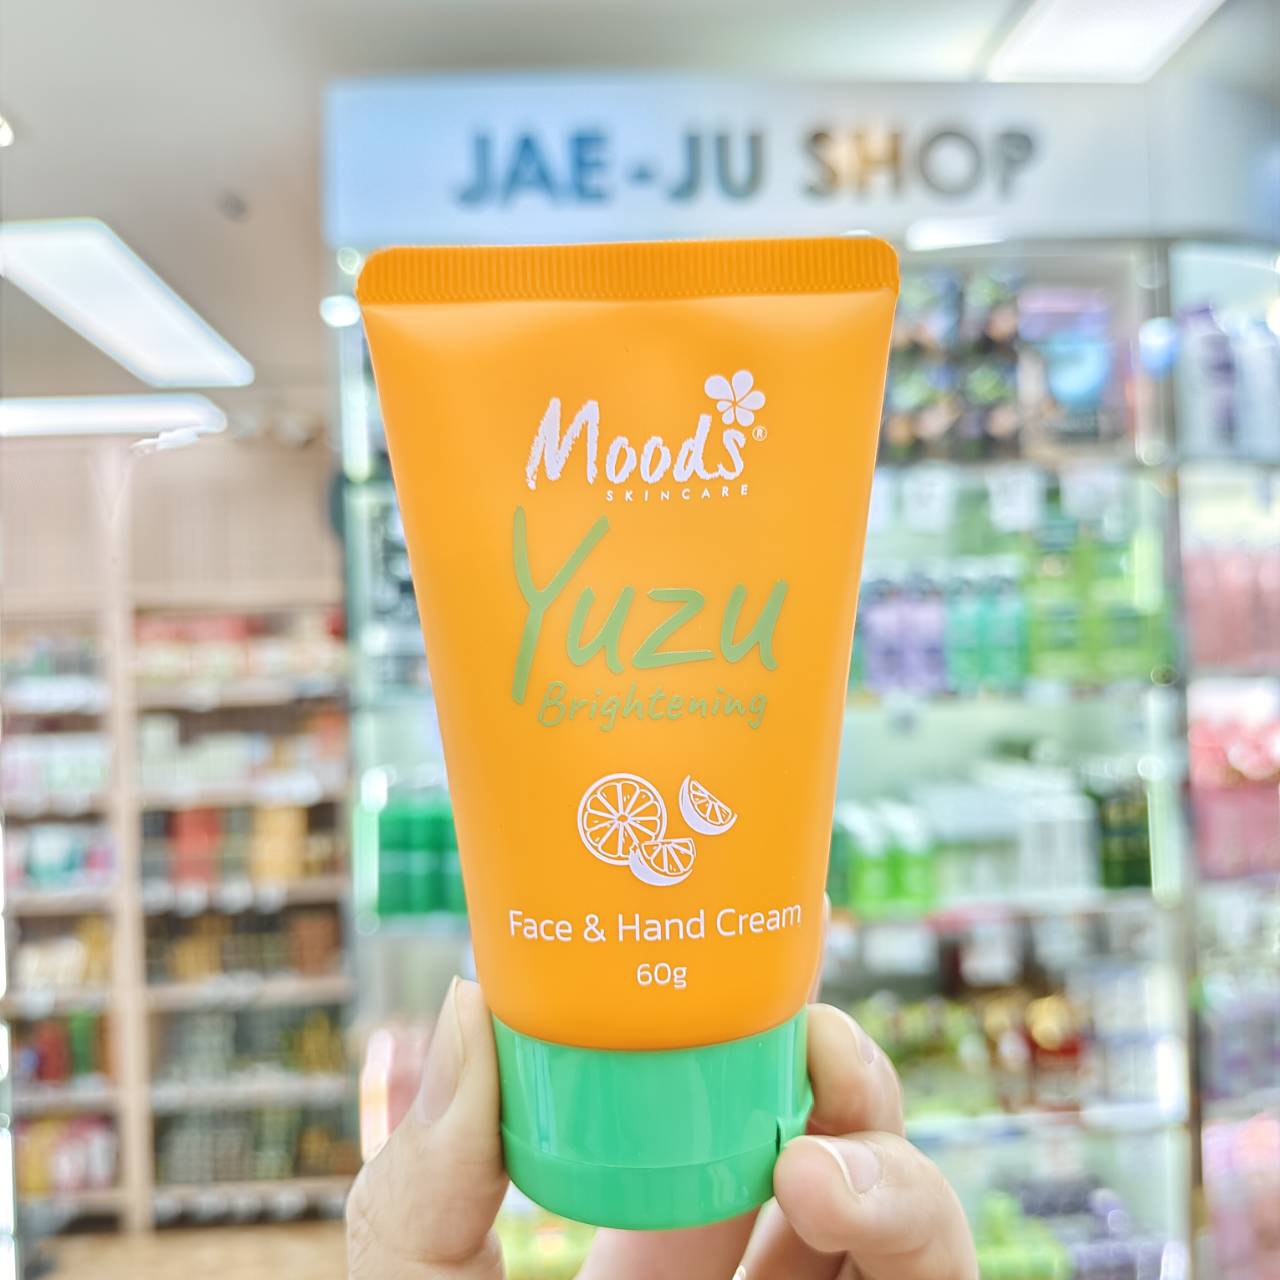 JAE-JU SHOP
Moods®
SKINCARE
Yuzu
Brightening
Face & Hand Cream
60g